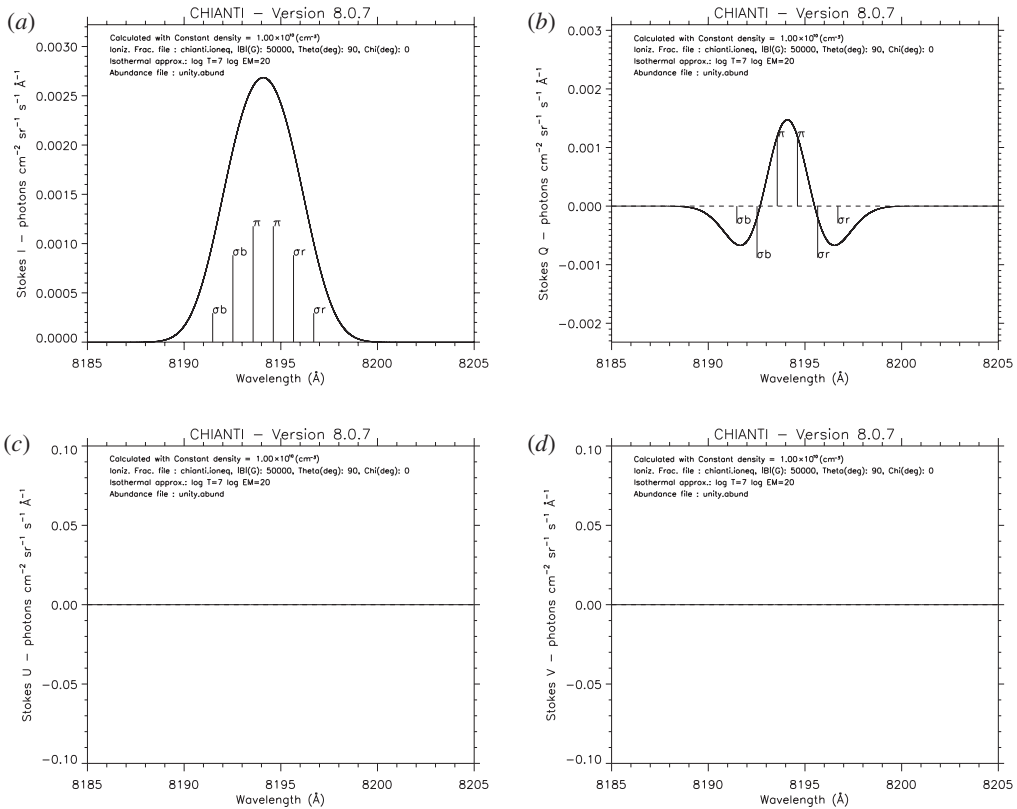 (a)
CHIANTI – Version 8.0.7
Calculated with Constant density = 1.00×10¹⁰(cm⁻³)
Ioniz. Frac. file : chianti.ioneq, |B|(G): 50000, Theta(deg): 90, Chi(deg): 0
Isothermal approx.: log T=7 log EM=20
Abundance file : unity.abund
Stokes I – photons cm⁻² sr⁻¹ s⁻¹ Å⁻¹
0.0030
0.0025
0.0020
0.0015
0.0010
0.0005
0.0000
σb
σb
π
π
σr
σr
8185
8190
8195
8200
8205
Wavelength (Å)
(b)
CHIANTI – Version 8.0.7
Calculated with Constant density = 1.00×10¹⁰(cm⁻³)
Ioniz. Frac. file : chianti.ioneq, |B|(G): 50000, Theta(deg): 90, Chi(deg): 0
Isothermal approx.: log T=7 log EM=20
Abundance file : unity.abund
Stokes Q – photons cm⁻² sr⁻¹ s⁻¹ Å⁻¹
0.003
0.002
0.001
0.000
−0.001
−0.002
σb
σb
π
π
σr
σr
8185
8190
8195
8200
8205
Wavelength (Å)
(c)
CHIANTI – Version 8.0.7
Calculated with Constant density = 1.00×10¹⁰(cm⁻³)
Ioniz. Frac. file : chianti.ioneq, |B|(G): 50000, Theta(deg): 90, Chi(deg): 0
Isothermal approx.: log T=7 log EM=20
Abundance file : unity.abund
Stokes U – photons cm⁻² sr⁻¹ s⁻¹ Å⁻¹
0.10
0.05
0.00
−0.05
−0.10
8185
8190
8195
8200
8205
Wavelength (Å)
(d)
CHIANTI – Version 8.0.7
Calculated with Constant density = 1.00×10¹⁰(cm⁻³)
Ioniz. Frac. file : chianti.ioneq, |B|(G): 50000, Theta(deg): 90, Chi(deg): 0
Isothermal approx.: log T=7 log EM=20
Abundance file : unity.abund
Stokes V – photons cm⁻² sr⁻¹ s⁻¹ Å⁻¹
0.10
0.05
0.00
−0.05
−0.10
8185
8190
8195
8200
8205
Wavelength (Å)